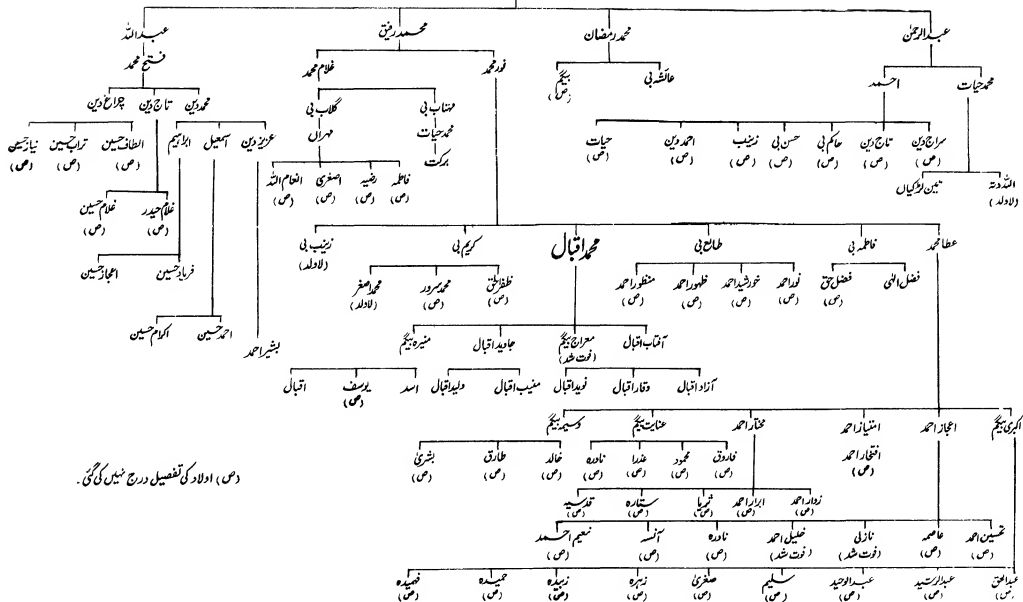 عبدالرحمٰن محمد رمضان محمد رفیق عبداللہ
محمد حیات احمد عائشہ بی بیگم (ص) نور محمد غلام محمد فتح محمد
مہتاب بی گلاب بی محمد دین تاج دین چراغ دین
سراج دین (ص) تاج دین (ص) حاکم بی (ص) حسن بی (ص) زینب (ص) احمد دین (ص) حیات (ص) محمد حیات مہراں عزیز دین اسمٰعیل ابراہیم الطاف حسین (ص) تراب حسین (ص) نیاز حسین (ص)
برکت
اللہ دتہ (لاولد) تین لڑکیاں فاطمہ (ص) رضیہ (ص) اصغری (ص) انعام اللہ (ص) غلام حیدر (ص) غلام حسین (ص)
عطا محمد فاطمہ بی طالع بی محمد اقبال کریم بی زینب بی (لاولد)
فریاد حسین اعجاز حسین
فضل الٰہی فضل حق (ص) نور احمد (ص) خورشید احمد (ص) ظہور احمد (ص) منظور احمد (ص) ظفر الحق (ص) محمد سرور (ص) محمد اصغر (لاولد)
احمد حسین اکرام حسین
آفتاب اقبال معراج بیگم (فوت شد) جاوید اقبال منیرہ بیگم بشیر احمد
آزاد اقبال وقار اقبال نوید اقبال منیب اقبال ولید اقبال اسد یوسف (ص) اقبال
اکبری بیگم اعجاز احمد امتیاز احمد مختار احمد عنایت بیگم وسیمہ بیگم
افتخار احمد (ص) فاروق (ص) محمود (ص) عذرا (ص) نادرہ (ص) خالد (ص) طارق (ص) بشریٰ (ص)
(ص) اولاد کی تفصیل درج نہیں کی گئی۔
زوار احمد (ص) ابرار احمد (ص) ثریا (ص) ستارہ (ص) قدسیہ (ص)
تحسین احمد (ص) عاصمہ (ص) نازلی (فوت شد) خلیل احمد (فوت شد) نادرہ (ص) آنسہ (ص) نعیم احمد (ص)
عبدالحق (ص) عبدالرشید (ص) عبدالوحید (ص) سلیم (ص) صغریٰ (ص) زہرہ (ص) زبیدہ (ص) حمیدہ (ص) فہمیدہ (ص)